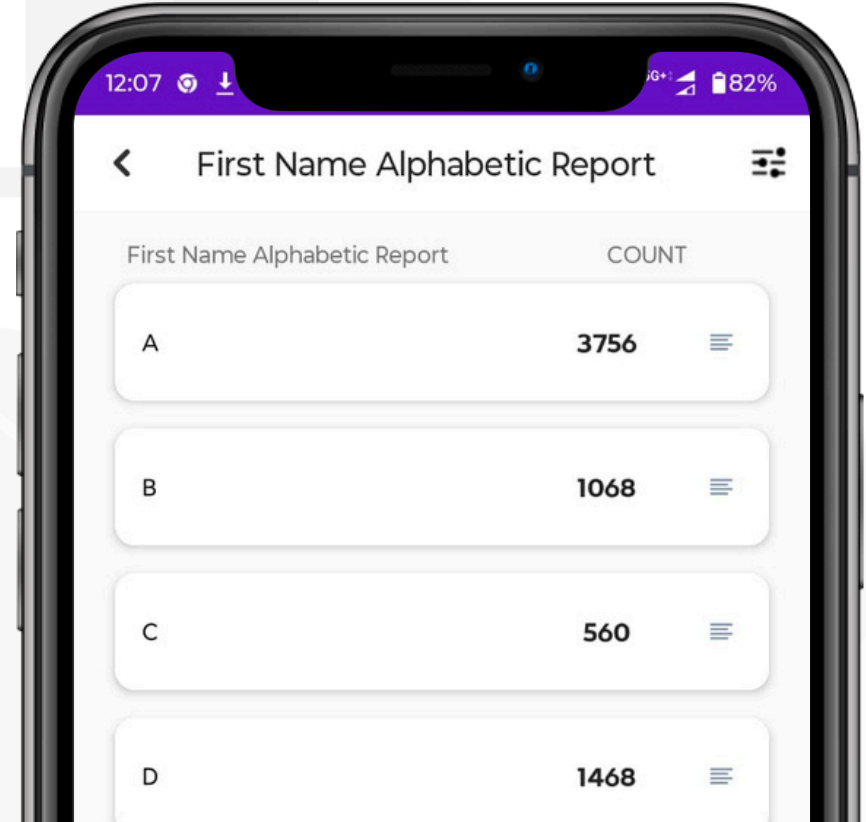 12:07 82%
First Name Alphabetic Report
First Name Alphabetic Report COUNT
A 3756
B 1068
C 560
D 1468